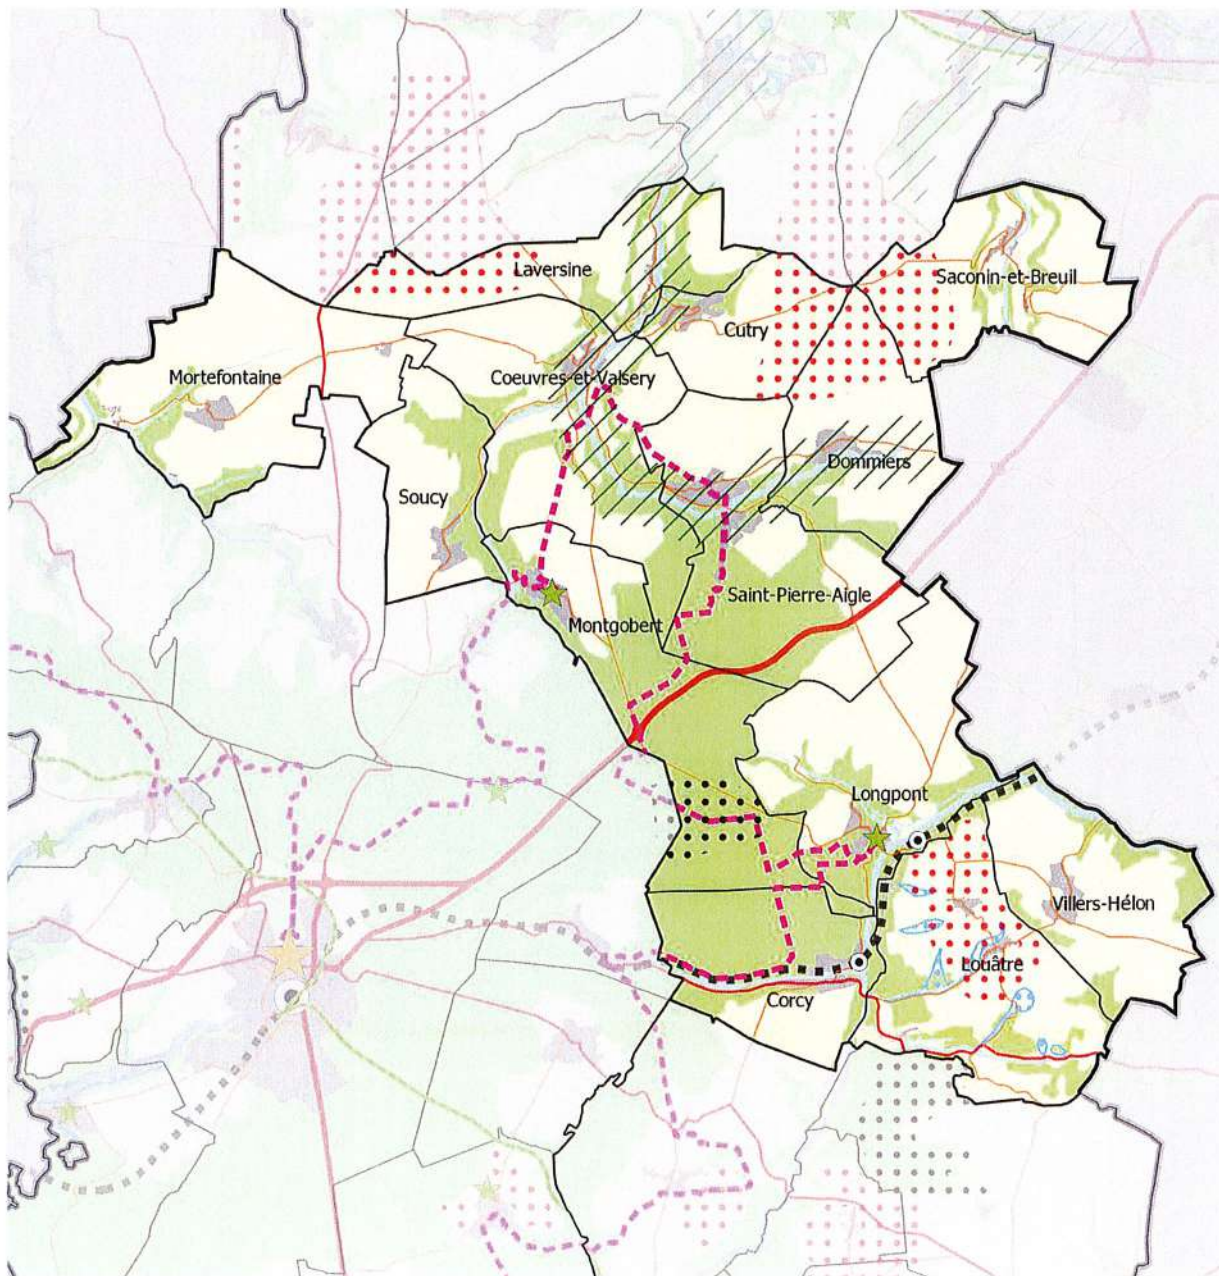 Laversine
Saconin-et-Breuil
Cutry
Mortefontaine
Coeuvres-et-Valsery
Dommiers
Soucy
Saint-Pierre-Aigle
Montgobert
Longpont
Villers-Hélon
Louâtre
Corcy